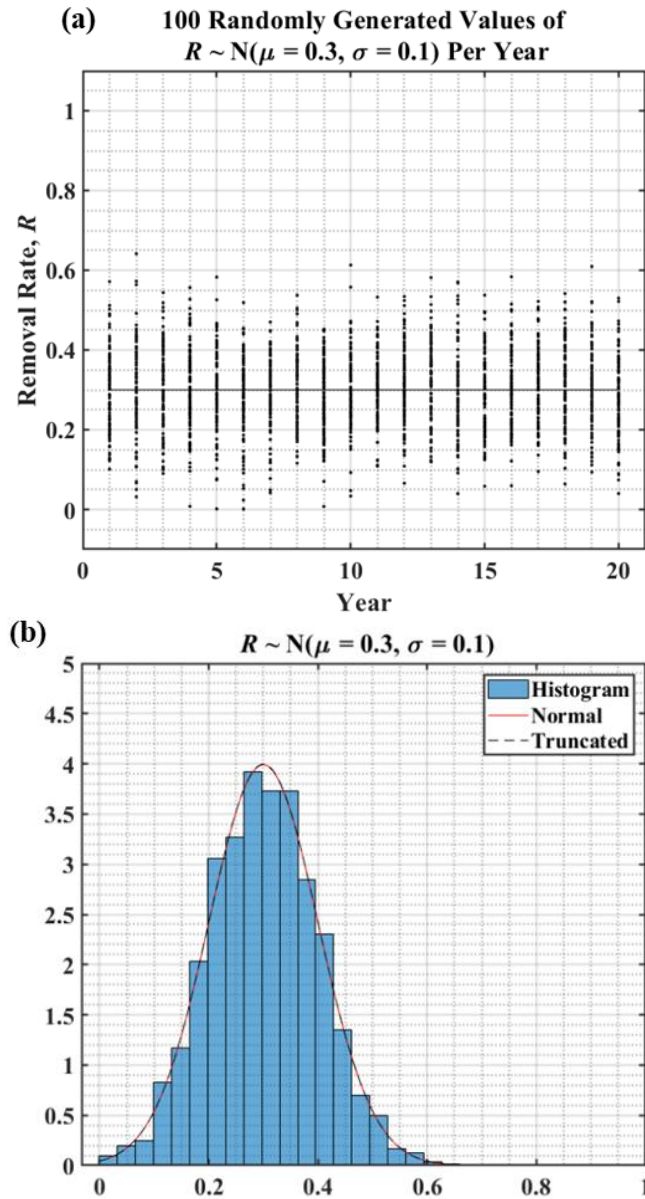 (a) 100 Randomly Generated Values of
R ~ N(μ = 0.3, σ = 0.1) Per Year
1
0.8
0.6
0.4
0.2
0
Removal Rate, R
0 5 10 15 20
Year
(b)
R ~ N(μ = 0.3, σ = 0.1)
5
4.5
4
3.5
3
2.5
2
1.5
1
0.5
0
Histogram
Normal
Truncated
0 0.2 0.4 0.6 0.8 1